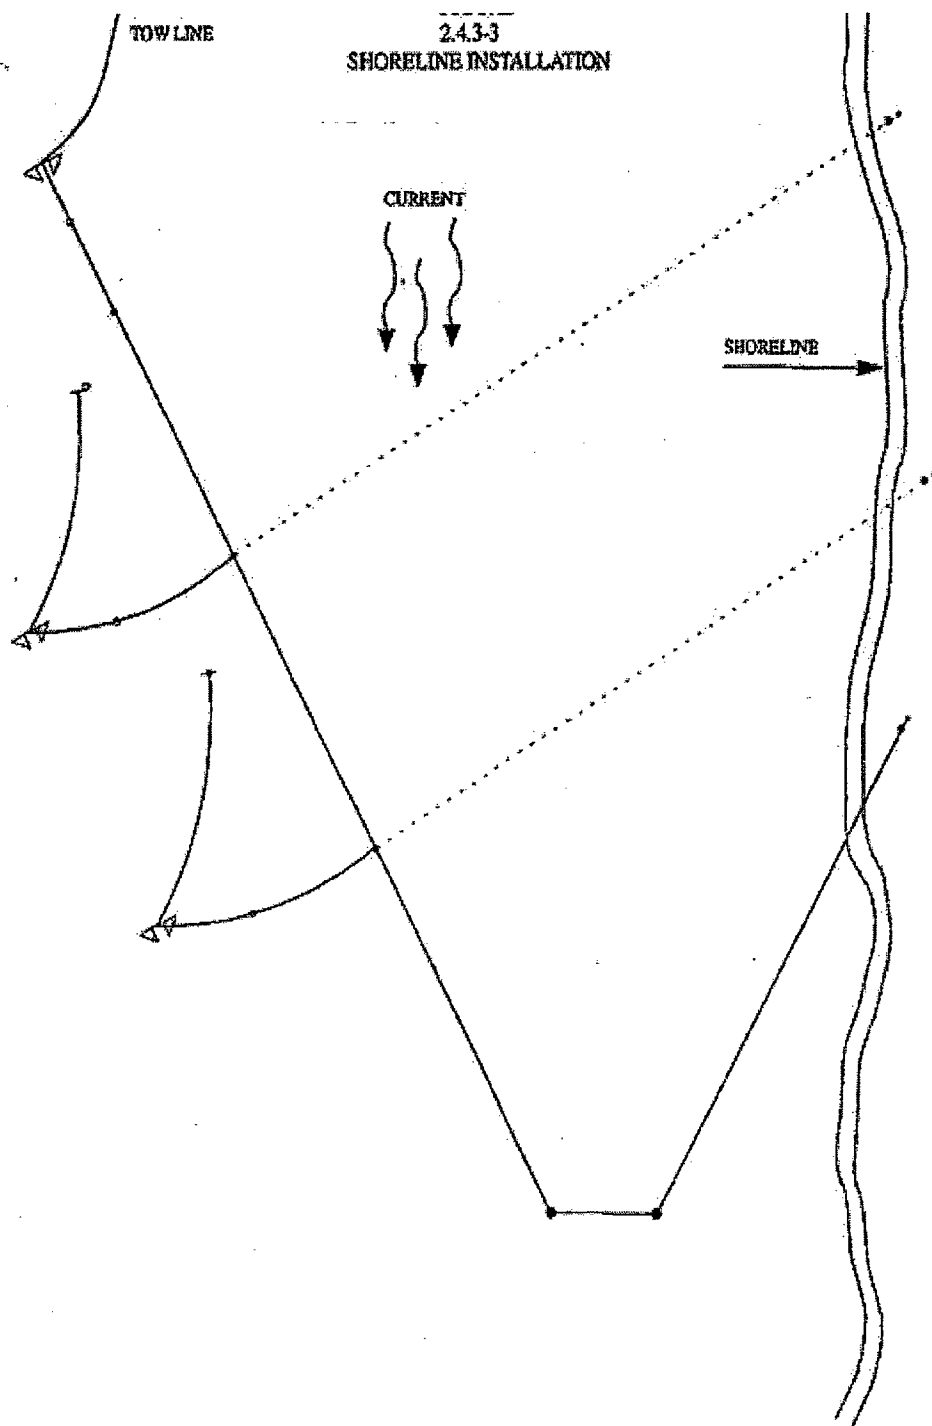 TOW LINE
2.4.3-3
SHORELINE INSTALLATION
CURRENT
SHORELINE